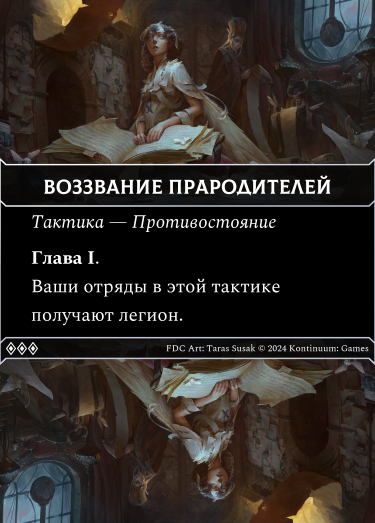 ВОЗЗВАНИЕ ПРАРОДИТЕЛЕЙ
Тактика — Противостояние
Глава I.
Ваши отряды в этой тактике
получают легион.
FDC Art: Taras Susak © 2024 Kontinuum: Games